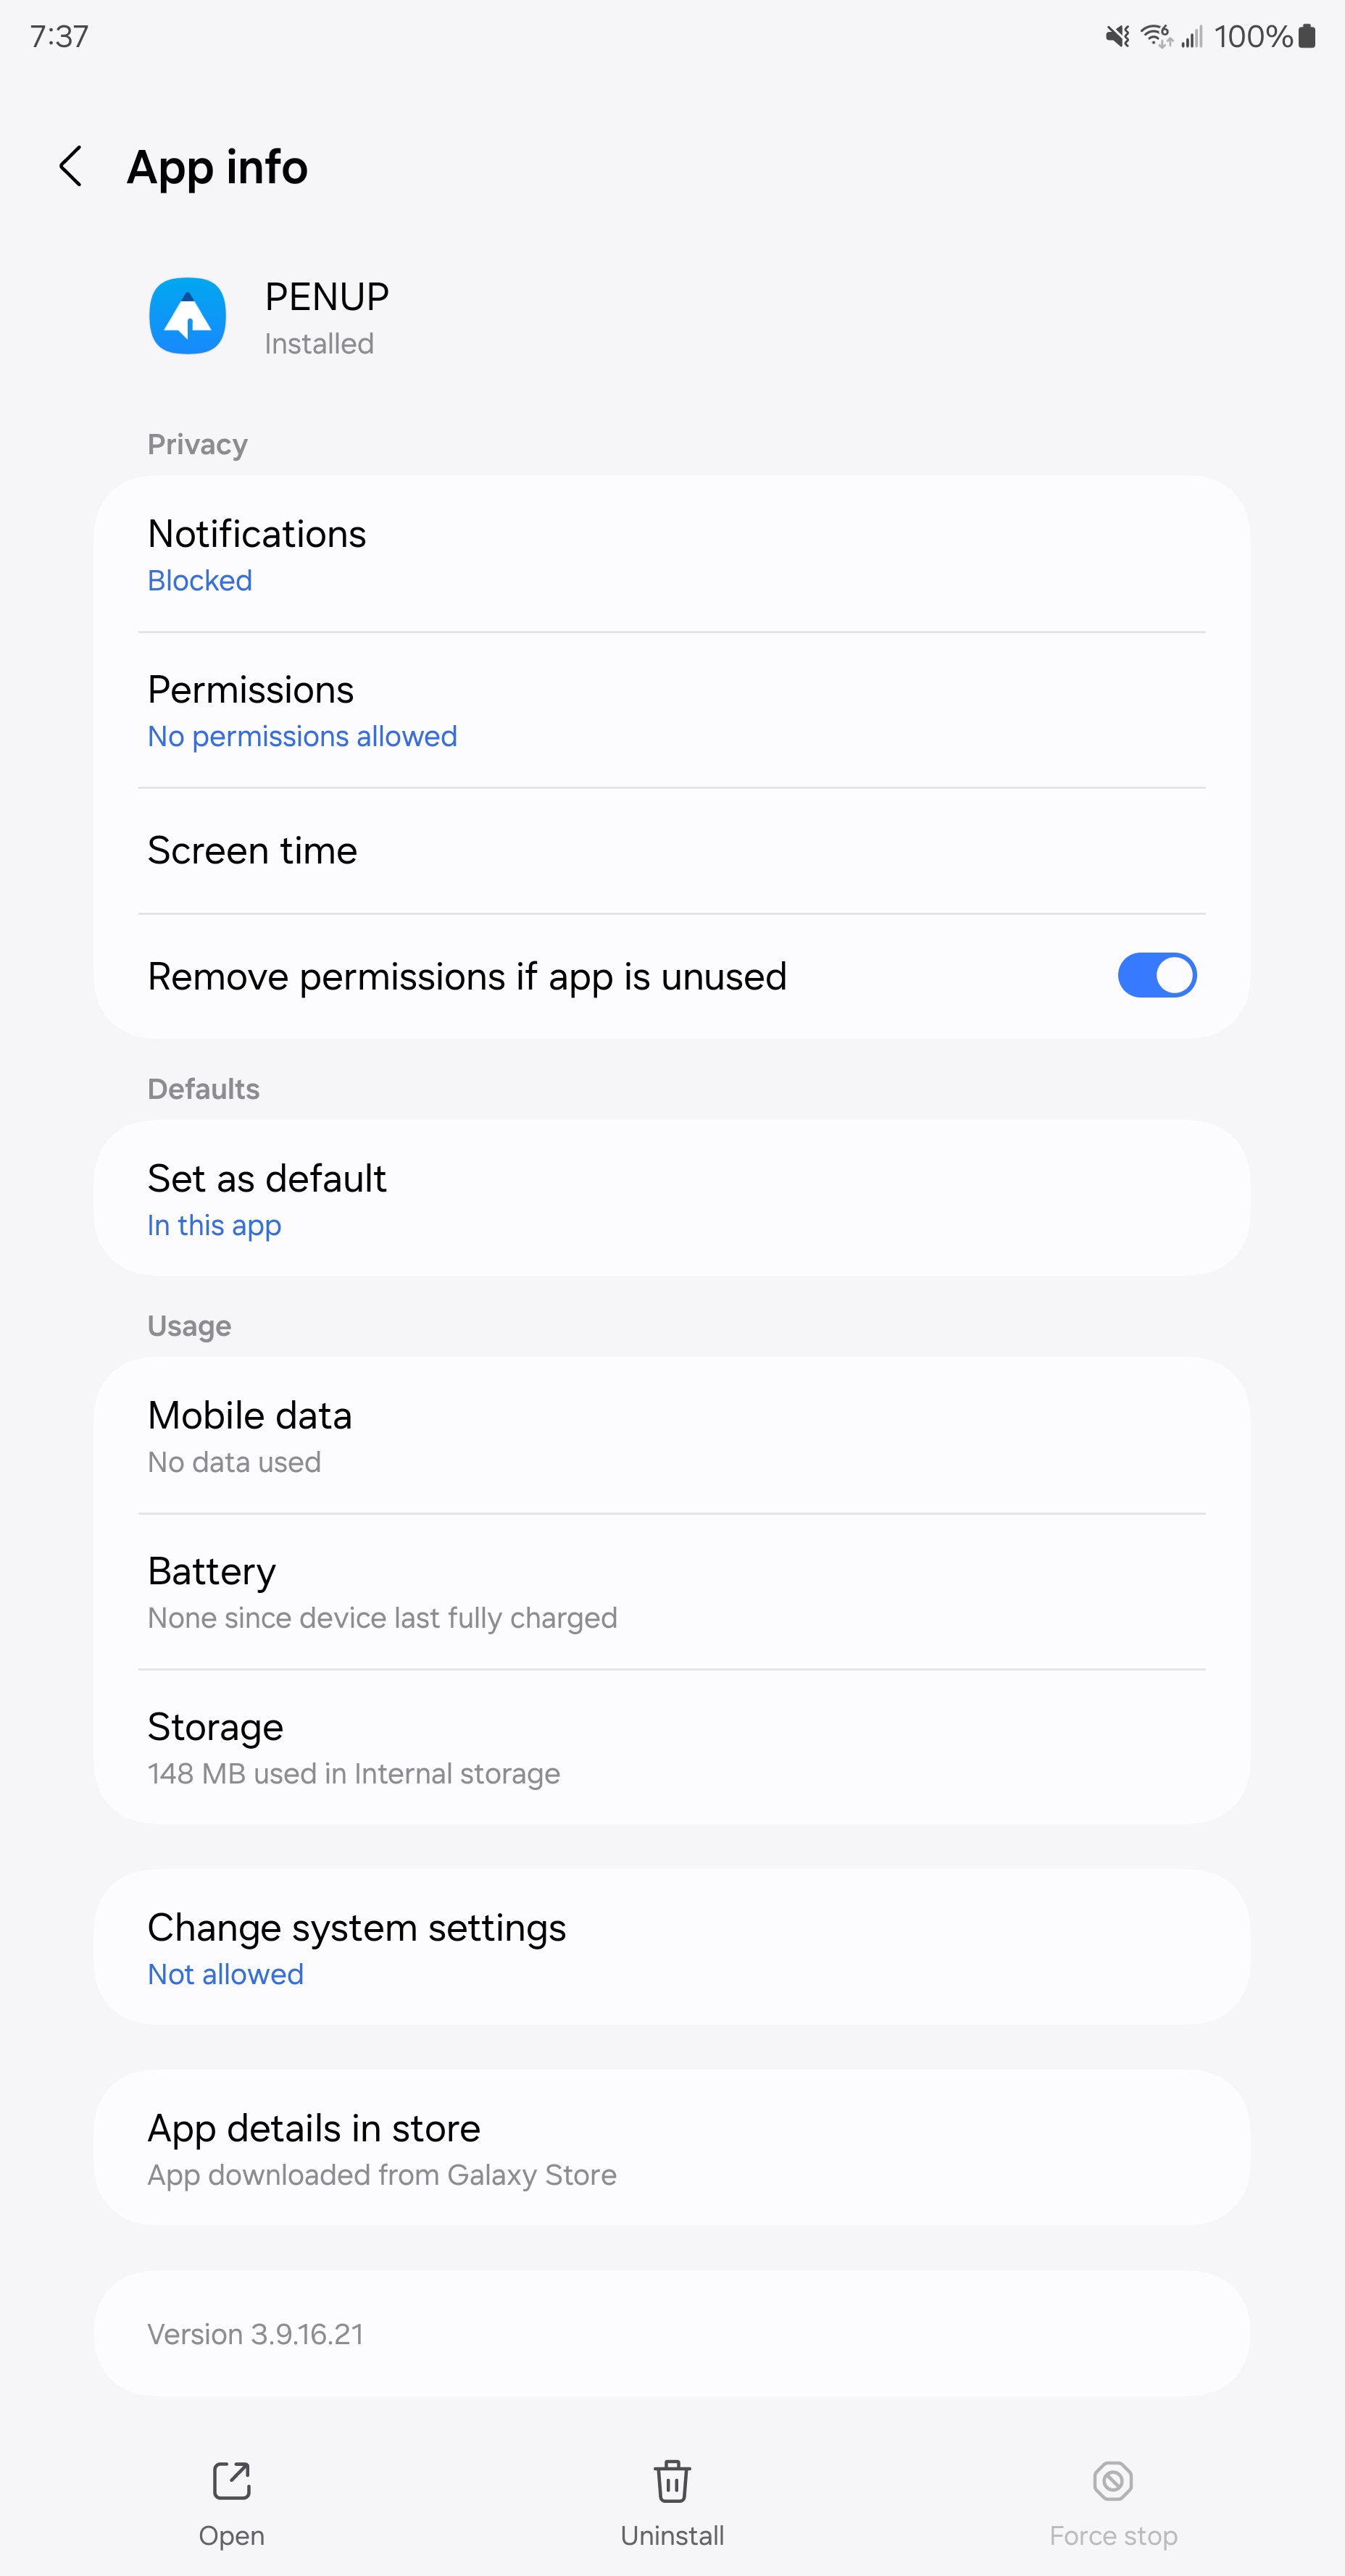 7:37
100%
App info
PENUP
Installed
Privacy
Notifications
Blocked
Permissions
No permissions allowed
Screen time
Remove permissions if app is unused
Defaults
Set as default
In this app
Usage
Mobile data
No data used
Battery
None since device last fully charged
Storage
148 MB used in Internal storage
Change system settings
Not allowed
App details in store
App downloaded from Galaxy Store
Version 3.9.16.21
Open
Uninstall
Force stop